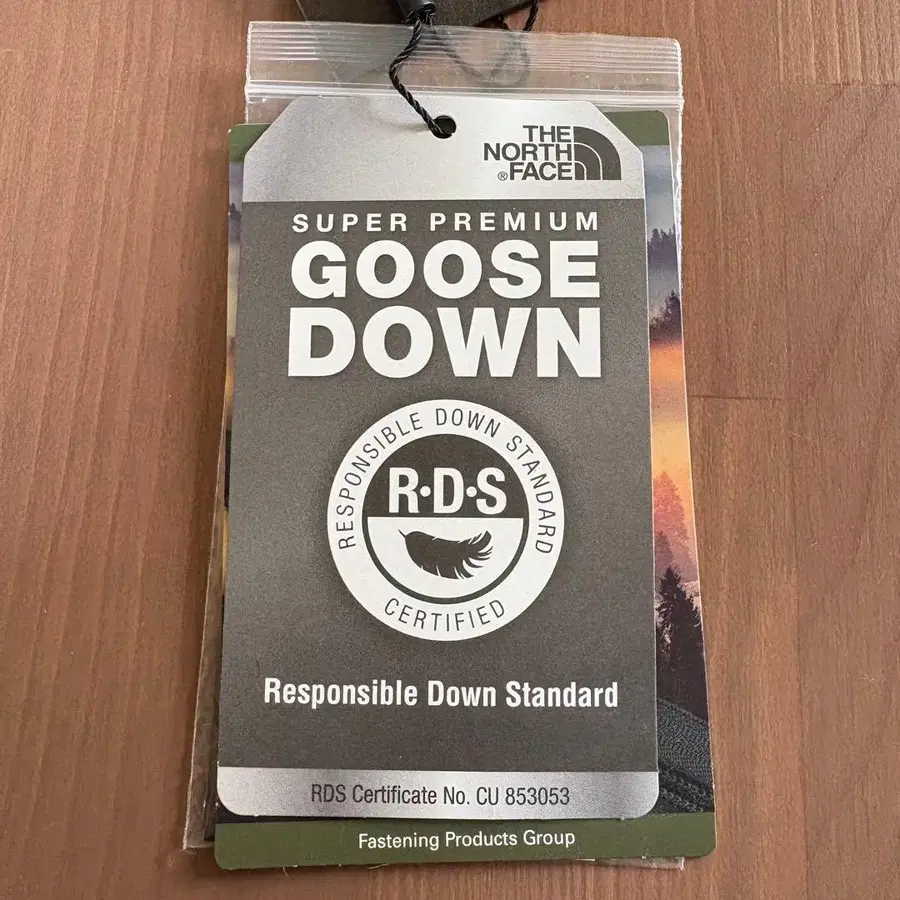 THE
NORTH
® FACE
SUPER PREMIUM
GOOSE
DOWN
RESPONSIBLE DOWN STANDARD
R·D·S
CERTIFIED
Responsible Down Standard
RDS Certificate No. CU 853053
Fastening Products Group